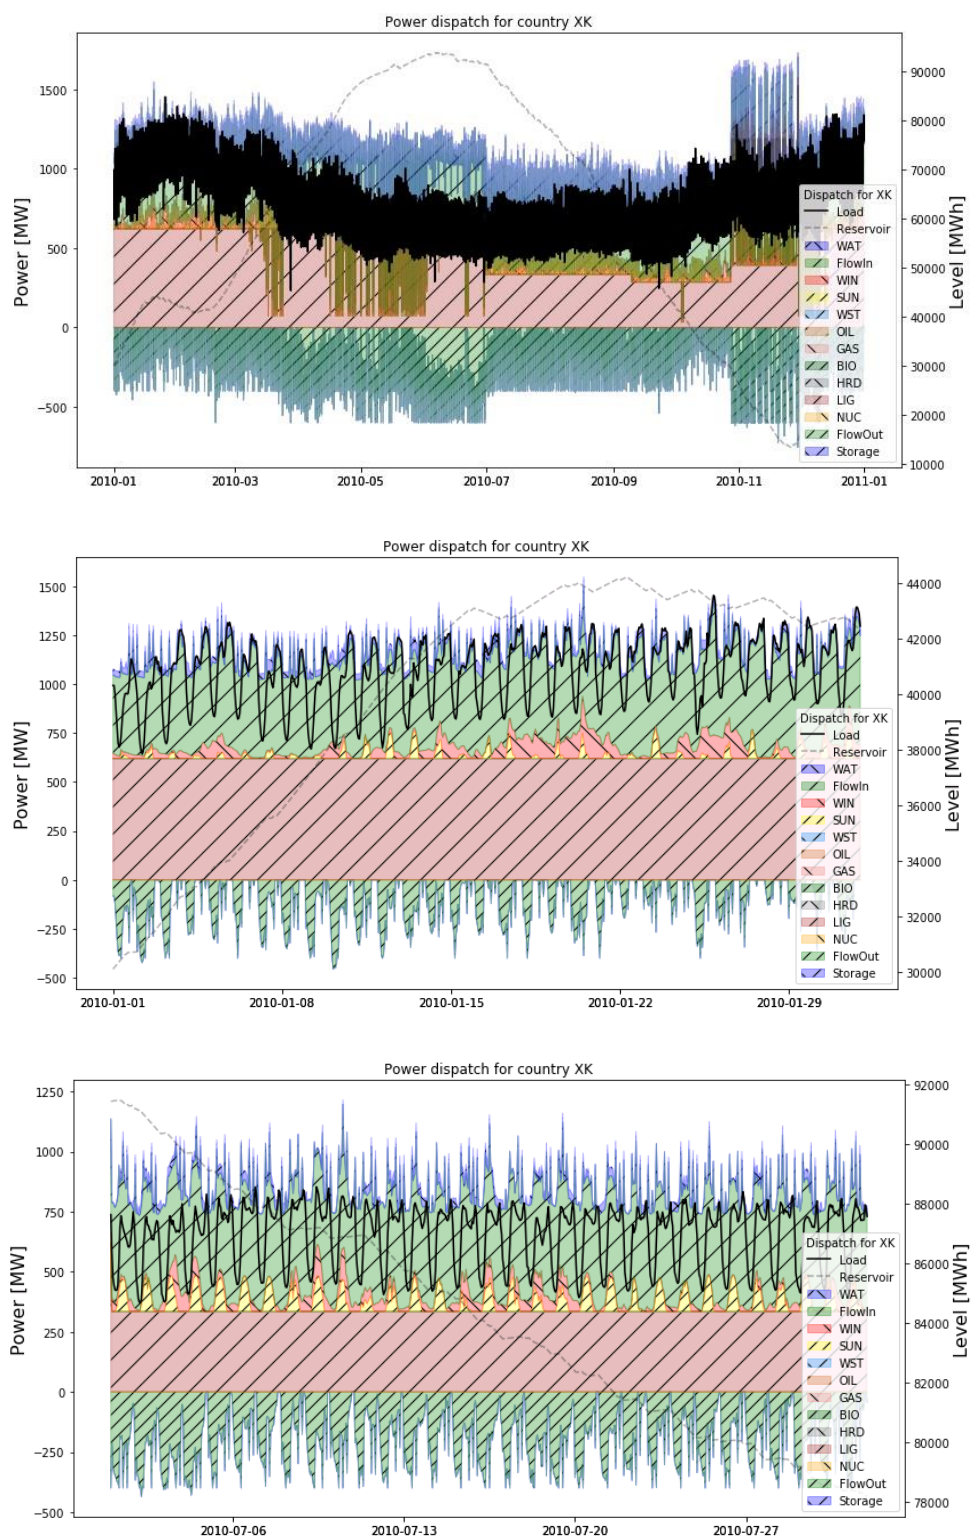 Power dispatch for country XK
Power [MW]
1500
1000
500
0
−500
90000
80000
70000
60000
50000
40000
30000
20000
10000
Level [MWh]
2010-01
2010-03
2010-05
2010-07
2010-09
2010-11
2011-01
Dispatch for XK
Load
Reservoir
WAT
FlowIn
WIN
SUN
WST
OIL
GAS
BIO
HRD
LIG
NUC
FlowOut
Storage
Power dispatch for country XK
Power [MW]
1500
1250
1000
750
500
250
0
−250
−500
44000
42000
40000
38000
36000
34000
32000
30000
Level [MWh]
2010-01-01
2010-01-08
2010-01-15
2010-01-22
2010-01-29
Dispatch for XK
Load
Reservoir
WAT
FlowIn
WIN
SUN
WST
OIL
GAS
BIO
HRD
LIG
NUC
FlowOut
Storage
Power dispatch for country XK
Power [MW]
1250
1000
750
500
250
0
−250
−500
92000
90000
88000
86000
84000
82000
80000
78000
Level [MWh]
2010-07-06
2010-07-13
2010-07-20
2010-07-27
Dispatch for XK
Load
Reservoir
WAT
FlowIn
WIN
SUN
WST
OIL
GAS
BIO
HRD
LIG
NUC
FlowOut
Storage